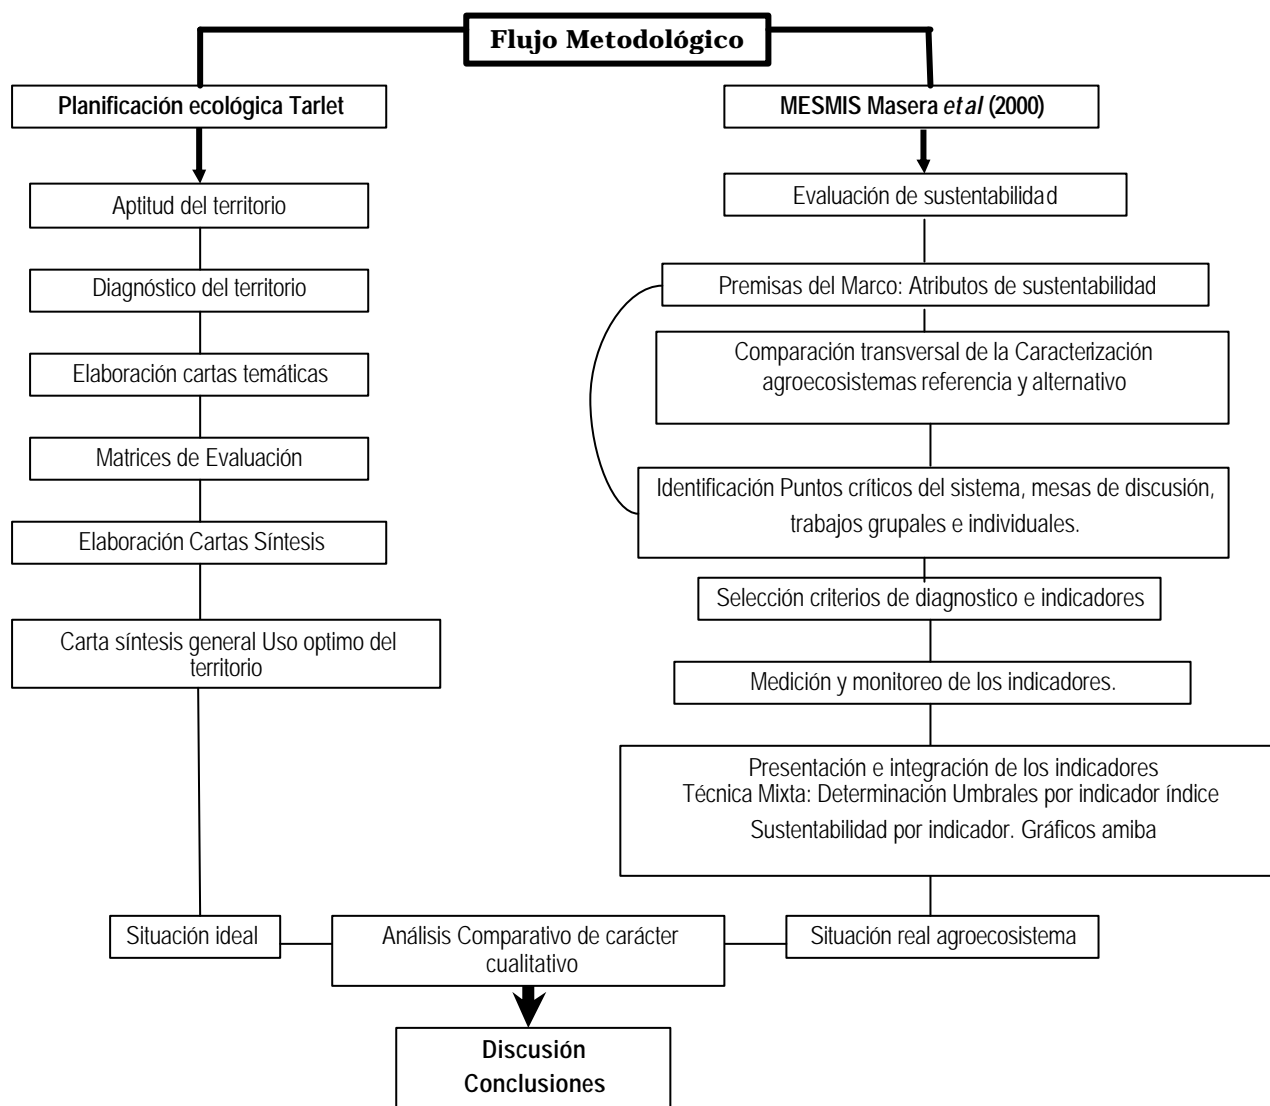 Flujo Metodológico
Planificación ecológica Tarlet
Aptitud del territorio
Diagnóstico del territorio
Elaboración cartas temáticas
Matrices de Evaluación
Elaboración Cartas Síntesis
Carta síntesis general Uso optimo del
territorio
Situación ideal
MESMIS Masera et al (2000)
Evaluación de sustentabilidad
Premisas del Marco: Atributos de sustentabilidad
Comparación transversal de la Caracterización
agroecosistemas referencia y alternativo
Identificación Puntos críticos del sistema, mesas de discusión,
trabajos grupales e individuales.
Selección criterios de diagnostico e indicadores
Medición y monitoreo de los indicadores.
Presentación e integración de los indicadores
Técnica Mixta: Determinación Umbrales por indicador índice
Sustentabilidad por indicador. Gráficos amiba
Situación real agroecosistema
Análisis Comparativo de carácter
cualitativo
Discusión
Conclusiones